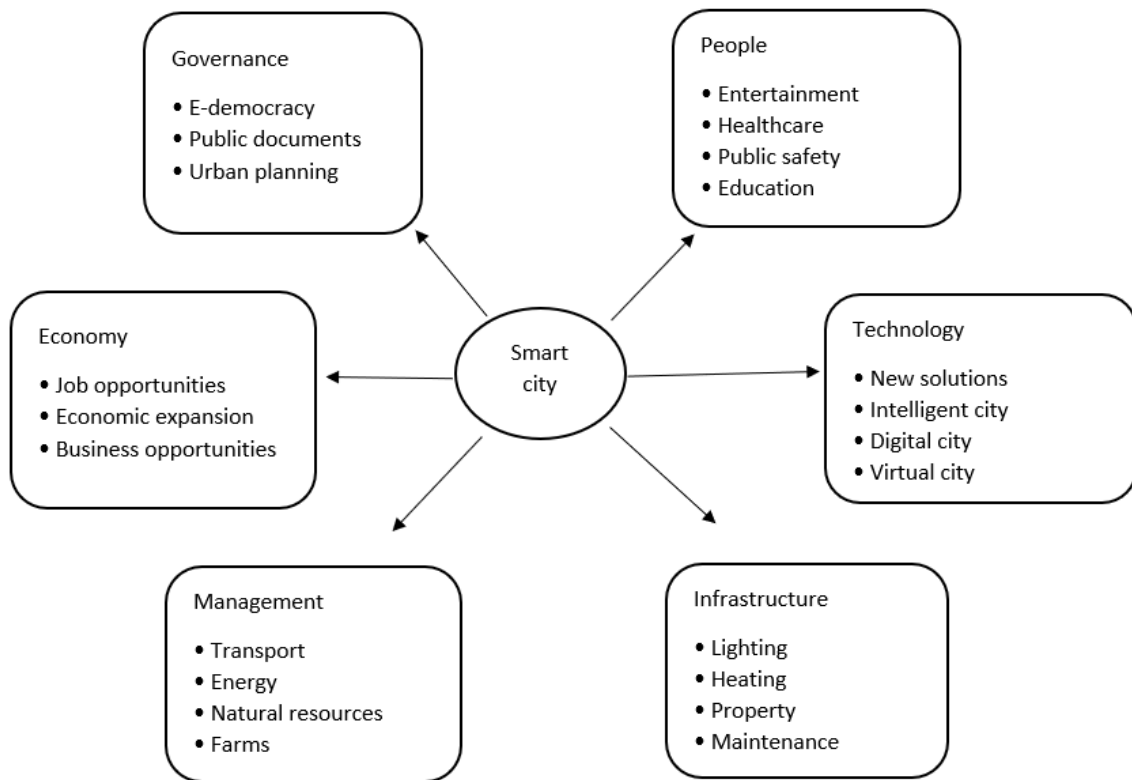 Governance
• E-democracy
• Public documents
• Urban planning
People
• Entertainment
• Healthcare
• Public safety
• Education
Economy
• Job opportunities
• Economic expansion
• Business opportunities
Smart
city
Technology
• New solutions
• Intelligent city
• Digital city
• Virtual city
Management
• Transport
• Energy
• Natural resources
• Farms
Infrastructure
• Lighting
• Heating
• Property
• Maintenance